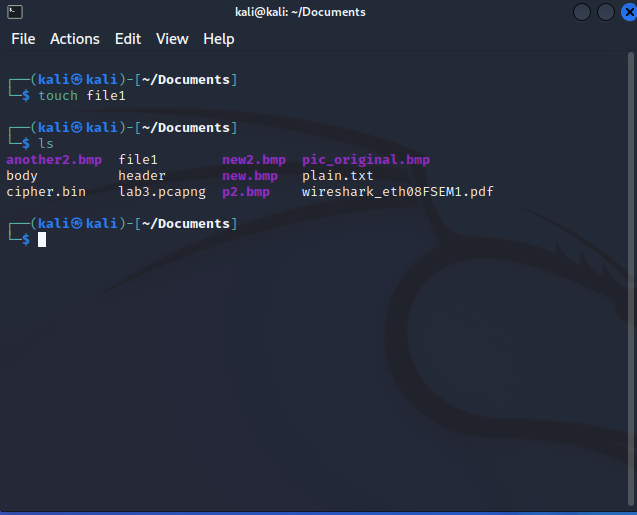 kali@kali: ~/Documents
File Actions Edit View Help
┌──(kali㉿kali)-[~/Documents]
└─$ touch file1
┌──(kali㉿kali)-[~/Documents]
└─$ ls
another2.bmp file1 new2.bmp pic_original.bmp
body header new.bmp plain.txt
cipher.bin lab3.pcapng p2.bmp wireshark_eth08FSEM1.pdf
┌──(kali㉿kali)-[~/Documents]
└─$